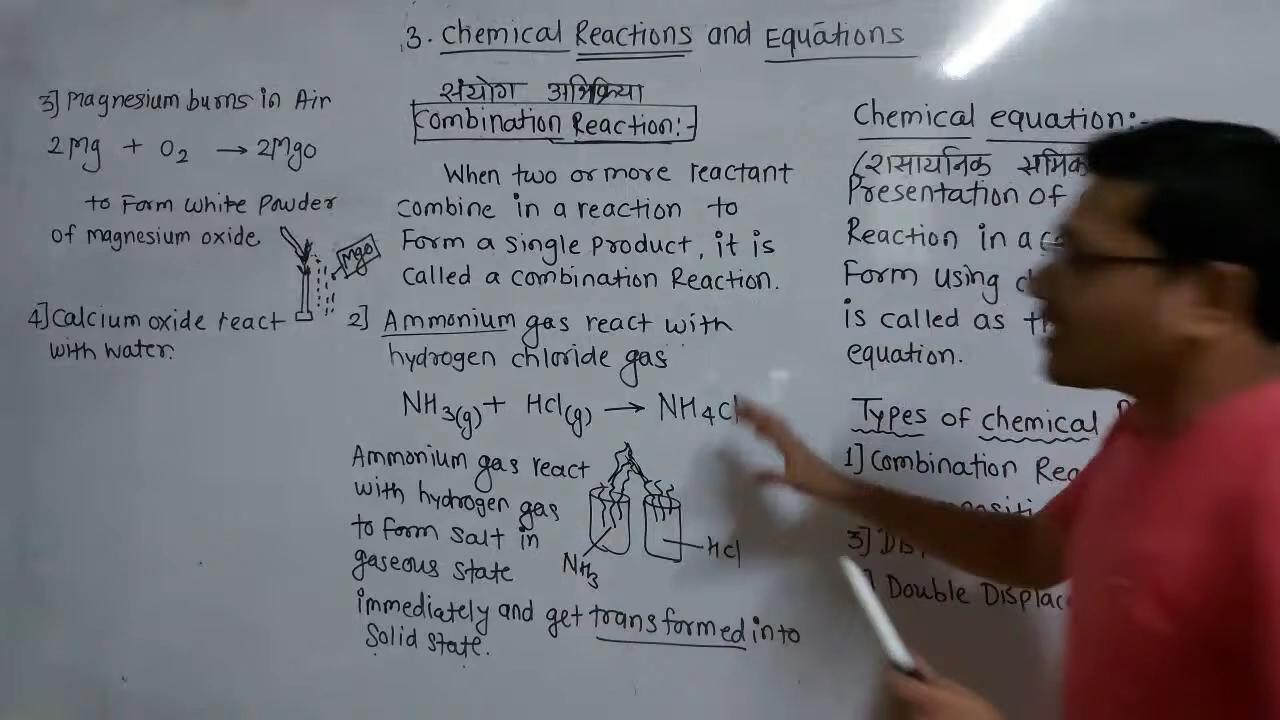 3. Chemical Reactions and Equations
3] Magnesium burns in Air
2Mg + O2 → 2Mgo
to Form white Powder
of magnesium oxide
Mgo
4] Calcium oxide react
with water.
संयोग अभिक्रिया
Combination Reaction:-
When two or more reactant
combine in a reaction to
Form a single product, it is
called a combination Reaction.
2] Ammonium gas react with
hydrogen chloride gas
NH3(g) + Hcl(g) → NH4Cl
Ammonium gas react
with hydrogen gas
to form salt in
gaseous state
immediately and get transformed into
Solid state.
NH3
Hcl
Chemical equation:-
(रासायनिक
Presentation of
Reaction in a
Form using
is called as
equation.
Types of chemical
1] Combination
3]
Double